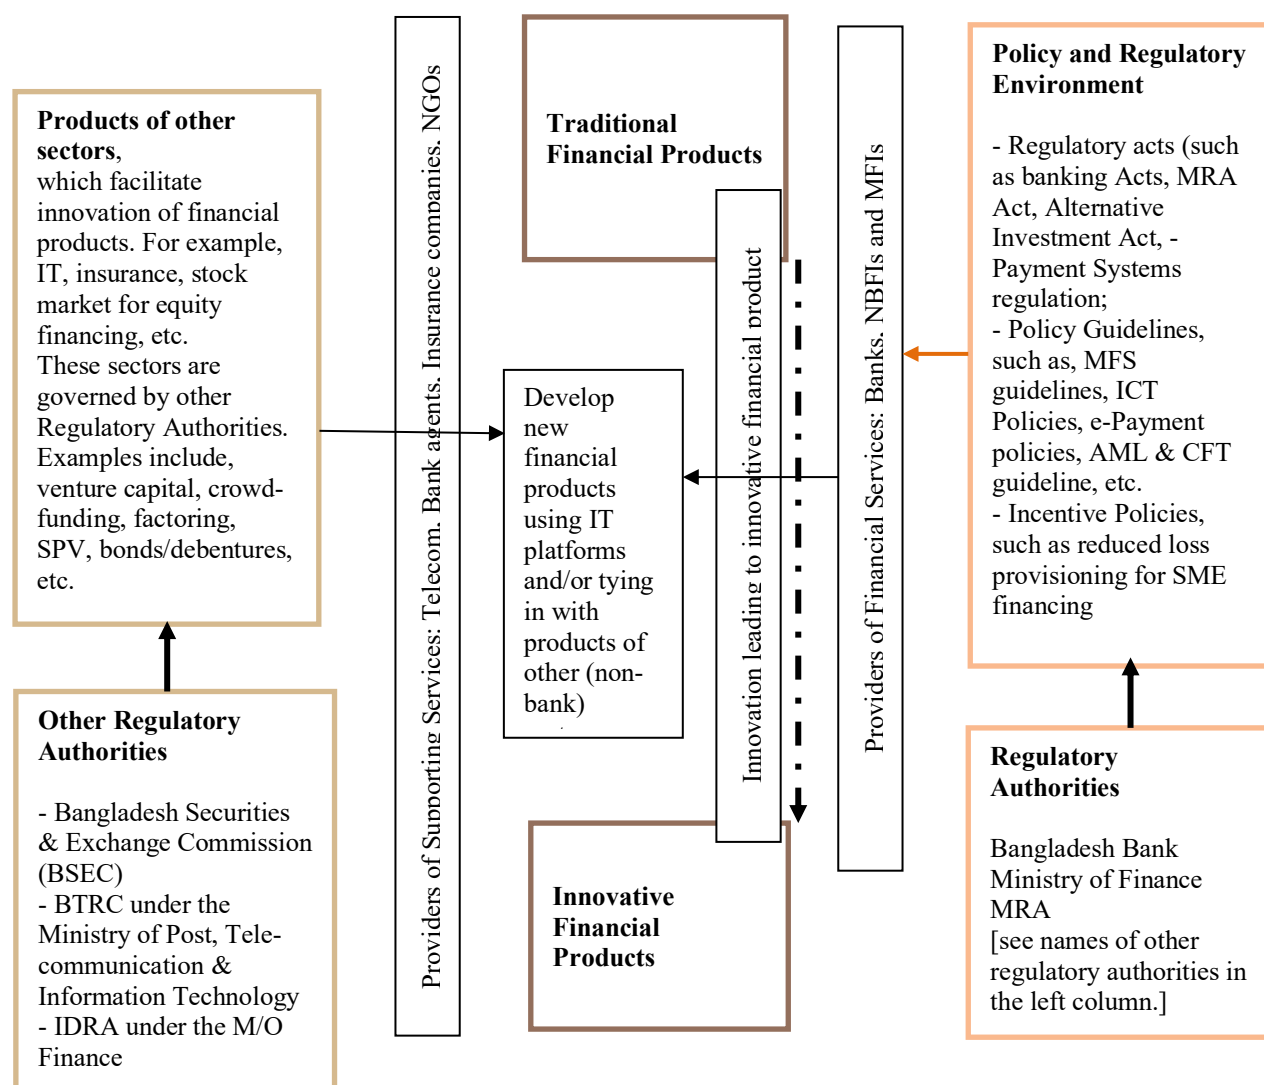 Products of other
sectors,
which facilitate
innovation of financial
products. For example,
IT, insurance, stock
market for equity
financing, etc.
These sectors are
governed by other
Regulatory Authorities.
Examples include,
venture capital, crowd-
funding, factoring,
SPV, bonds/debentures,
etc.
Other Regulatory
Authorities
- Bangladesh Securities
& Exchange Commission
(BSEC)
- BTRC under the
Ministry of Post, Tele-
communication &
Information Technology
- IDRA under the M/O
Finance
Providers of Supporting Services: Telecom. Bank agents. Insurance companies. NGOs
Traditional
Financial Products
Develop
new
financial
products
using IT
platforms
and/or tying
in with
products of
other (non-
bank)
Innovation leading to innovative financial product
Innovative
Financial
Products
Providers of Financial Services: Banks. NBFIs and MFIs
Policy and Regulatory
Environment
- Regulatory acts (such
as banking Acts, MRA
Act, Alternative
Investment Act, -
Payment Systems
regulation;
- Policy Guidelines,
such as, MFS
guidelines, ICT
Policies, e-Payment
policies, AML & CFT
guideline, etc.
- Incentive Policies,
such as reduced loss
provisioning for SME
financing
Regulatory
Authorities
Bangladesh Bank
Ministry of Finance
MRA
[see names of other
regulatory authorities in
the left column.]